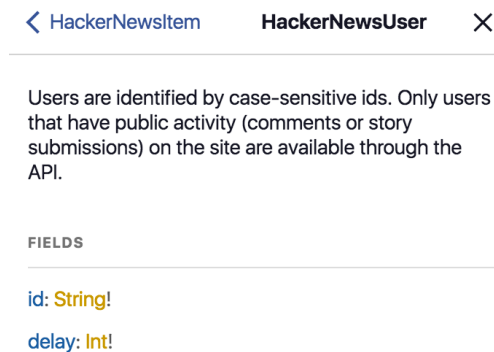 HackerNewsItem HackerNewsUser
Users are identified by case-sensitive ids. Only users
that have public activity (comments or story
submissions) on the site are available through the
API.
FIELDS
id: String!
delay: Int!